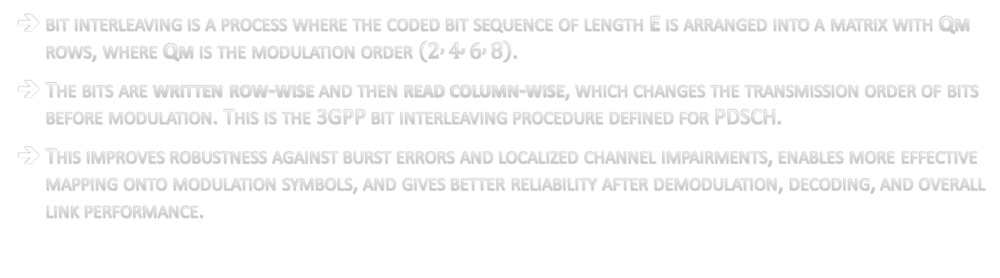 → bit interleaving is a process where the coded bit sequence of length E is arranged into a matrix with Qm
rows, where Qm is the modulation order (2, 4, 6, 8).
→ The bits are written row-wise and then read column-wise, which changes the transmission order of bits
before modulation. This is the 3GPP bit interleaving procedure defined for PDSCH.
→ This improves robustness against burst errors and localized channel impairments, enables more effective
mapping onto modulation symbols, and gives better reliability after demodulation, decoding, and overall
link performance.